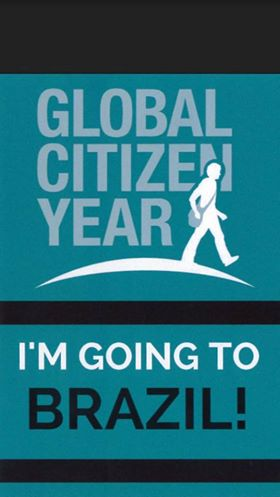 GLOBAL
CITIZEN
YEAR
I'M GOING TO
BRAZIL!